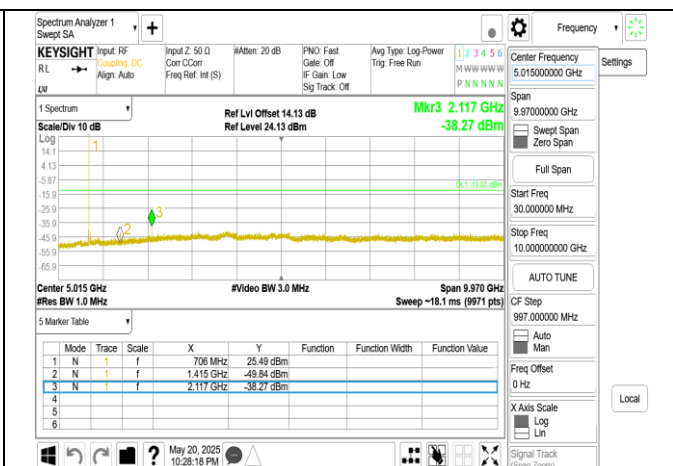 Spectrum Analyzer 1
Swept SA
+
Frequency
KEYSIGHT
RL
Input: RF
Coupling: DC
Align: Auto
Input Z: 50 Ω
Corr CCorr
Freq Ref: Int (S)
#Atten: 20 dB
PNO: Fast
Gate: Off
IF Gain: Low
Sig Track: Off
Avg Type: Log-Power
Trig: Free Run
1 2 3 4 5 6
M W W W W W
P N N N N N
Center Frequency
5.015000000 GHz
Settings
Span
9.97000000 GHz
Swept Span
Zero Span
Full Span
Start Freq
30.000000 MHz
Stop Freq
10.000000000 GHz
AUTO TUNE
CF Step
997.000000 MHz
Auto
Man
Freq Offset
0 Hz
X Axis Scale
Log
Lin
Signal Track
(Span Zoom)
Local
1 Spectrum
Scale/Div 10 dB
Ref Lvl Offset 14.13 dB
Ref Level 24.13 dBm
Mkr3 2.117 GHz
-38.27 dBm
Log
14.1
4.13
-5.87
-15.9
-25.9
-35.9
-45.9
-55.9
-65.9
1
2
3
DL1 -13.00 dBm
Center 5.015 GHz
#Res BW 1.0 MHz
#Video BW 3.0 MHz
Span 9.970 GHz
Sweep ~18.1 ms (9971 pts)
5 Marker Table
Mode Trace Scale X Y Function Function Width Function Value
1 N 1 f 706 MHz 25.49 dBm
2 N 1 f 1.415 GHz -49.84 dBm
3 N 1 f 2.117 GHz -38.27 dBm
4
5
6
?
May 20, 2025
10:28:18 PM